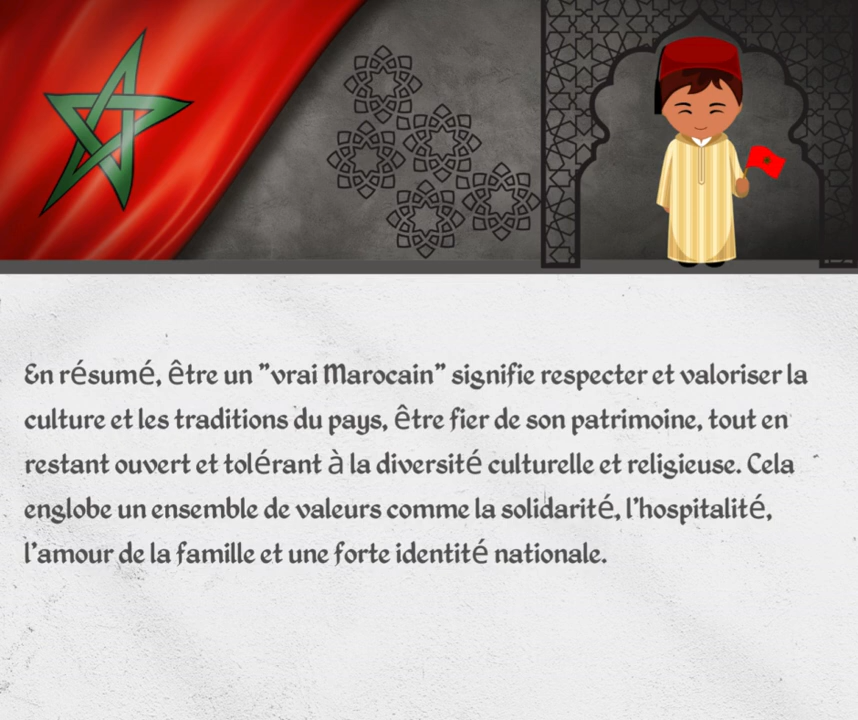 En résumé, être un "vrai Marocain" signifie respecter et valoriser la
culture et les traditions du pays, être fier de son patrimoine, tout en
restant ouvert et tolérant à la diversité culturelle et religieuse. Cela
englobe un ensemble de valeurs comme la solidarité, l'hospitalité,
l'amour de la famille et une forte identité nationale.